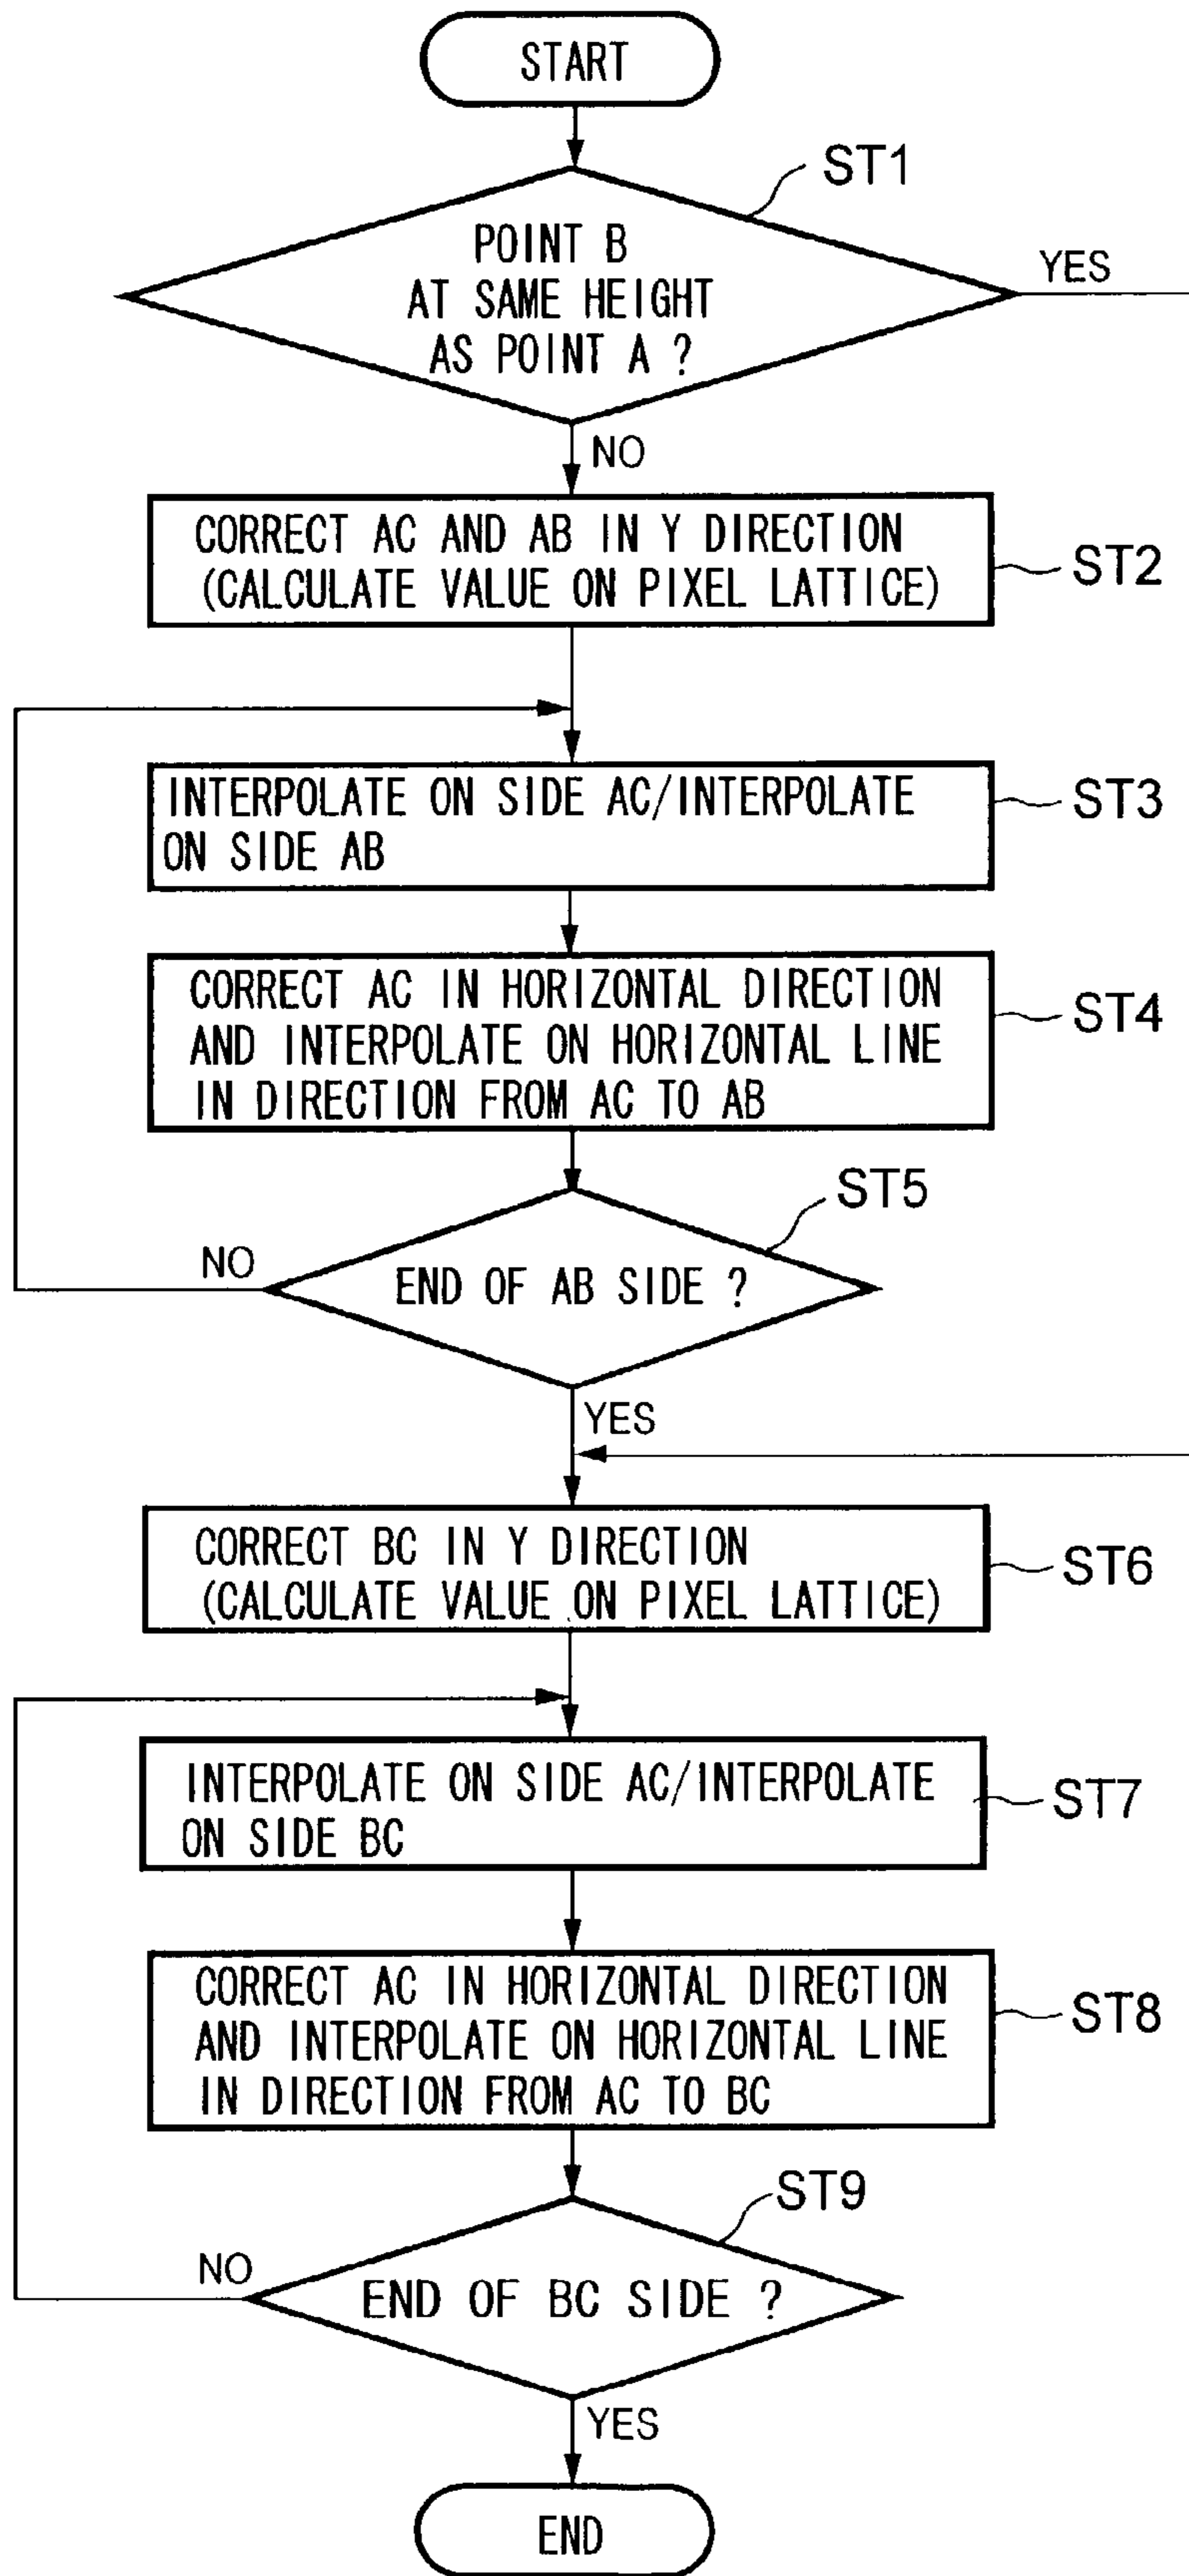 START
ST1
POINT B
AT SAME HEIGHT
AS POINT A ?
YES
NO
CORRECT AC AND AB IN Y DIRECTION
(CALCULATE VALUE ON PIXEL LATTICE)
ST2
INTERPOLATE ON SIDE AC/INTERPOLATE
ON SIDE AB
ST3
CORRECT AC IN HORIZONTAL DIRECTION
AND INTERPOLATE ON HORIZONTAL LINE
IN DIRECTION FROM AC TO AB
ST4
ST5
NO
END OF AB SIDE ?
YES
CORRECT BC IN Y DIRECTION
(CALCULATE VALUE ON PIXEL LATTICE)
ST6
INTERPOLATE ON SIDE AC/INTERPOLATE
ON SIDE BC
ST7
CORRECT AC IN HORIZONTAL DIRECTION
AND INTERPOLATE ON HORIZONTAL LINE
IN DIRECTION FROM AC TO BC
ST8
ST9
NO
END OF BC SIDE ?
YES
END